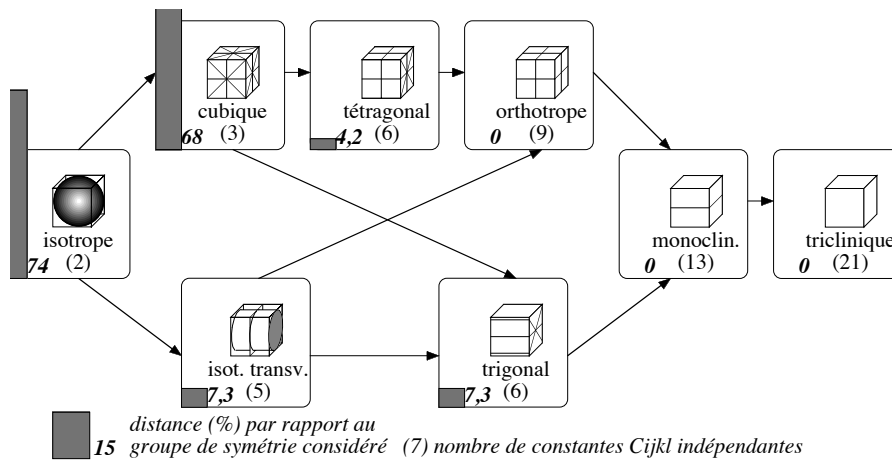 cubique
68 (3)
tétragonal
4,2 (6)
orthotrope
0 (9)
isotrope
74 (2)
monoclin.
0 (13)
triclinique
0 (21)
isot. transv.
7,3 (5)
trigonal
7,3 (6)
distance (%) par rapport au
15 groupe de symétrie considéré (7) nombre de constantes Cijkl indépendantes